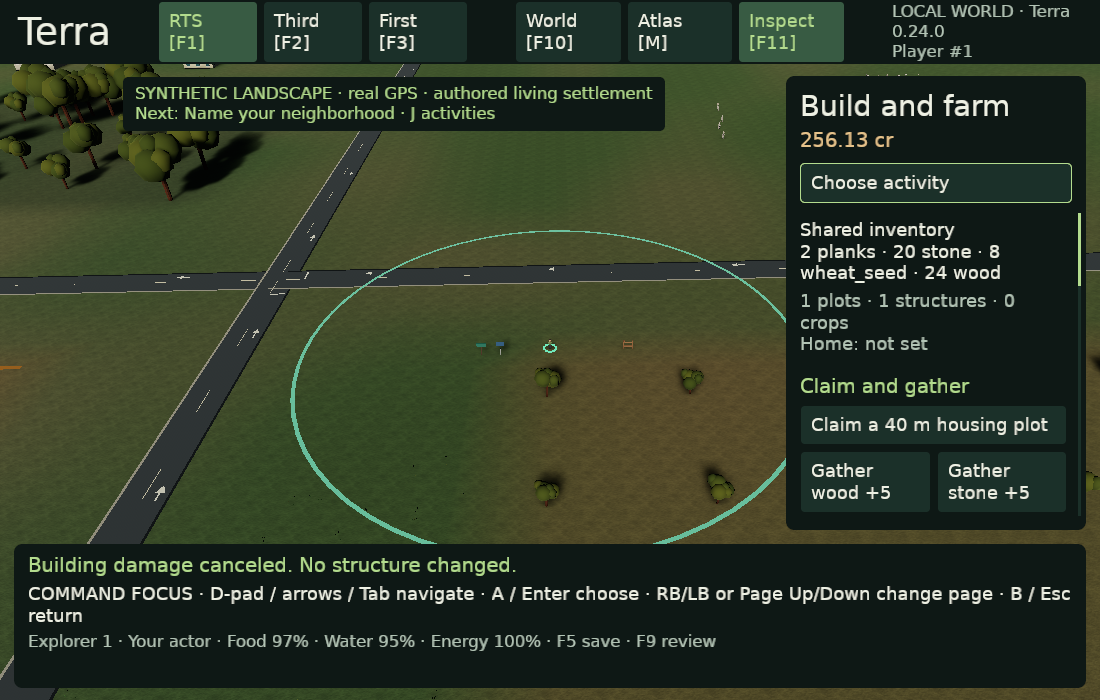 Terra
RTS
[F1]
Third
[F2]
First
[F3]
World
[F10]
Atlas
[M]
Inspect
[F11]
LOCAL WORLD · Terra
0.24.0
Player #1
SYNTHETIC LANDSCAPE · real GPS · authored living settlement
Next: Name your neighborhood · J activities
Build and farm
256.13 cr
Choose activity
Shared inventory
2 planks · 20 stone · 8
wheat_seed · 24 wood
1 plots · 1 structures · 0
crops
Home: not set
Claim and gather
Claim a 40 m housing plot
Gather
wood +5
Gather
stone +5
Building damage canceled. No structure changed.
COMMAND FOCUS · D-pad / arrows / Tab navigate · A / Enter choose · RB/LB or Page Up/Down change page · B / Esc
return
Explorer 1 · Your actor · Food 97% · Water 95% · Energy 100% · F5 save · F9 review